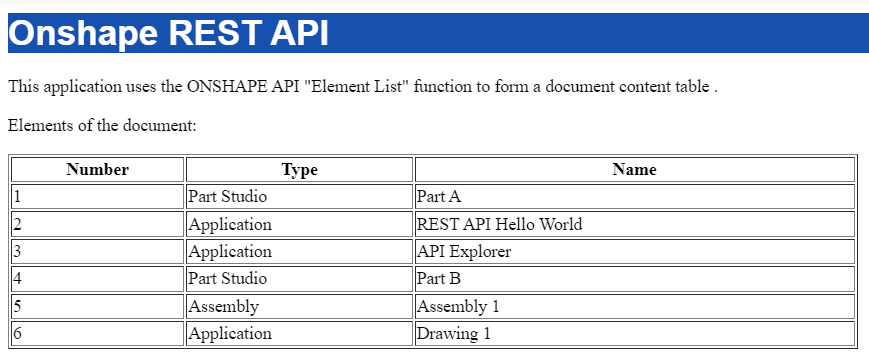 Onshape REST API
This application uses the ONSHAPE API "Element List" function to form a document content table .
Elements of the document:
Number Type Name
1 Part Studio Part A
2 Application REST API Hello World
3 Application API Explorer
4 Part Studio Part B
5 Assembly Assembly 1
6 Application Drawing 1